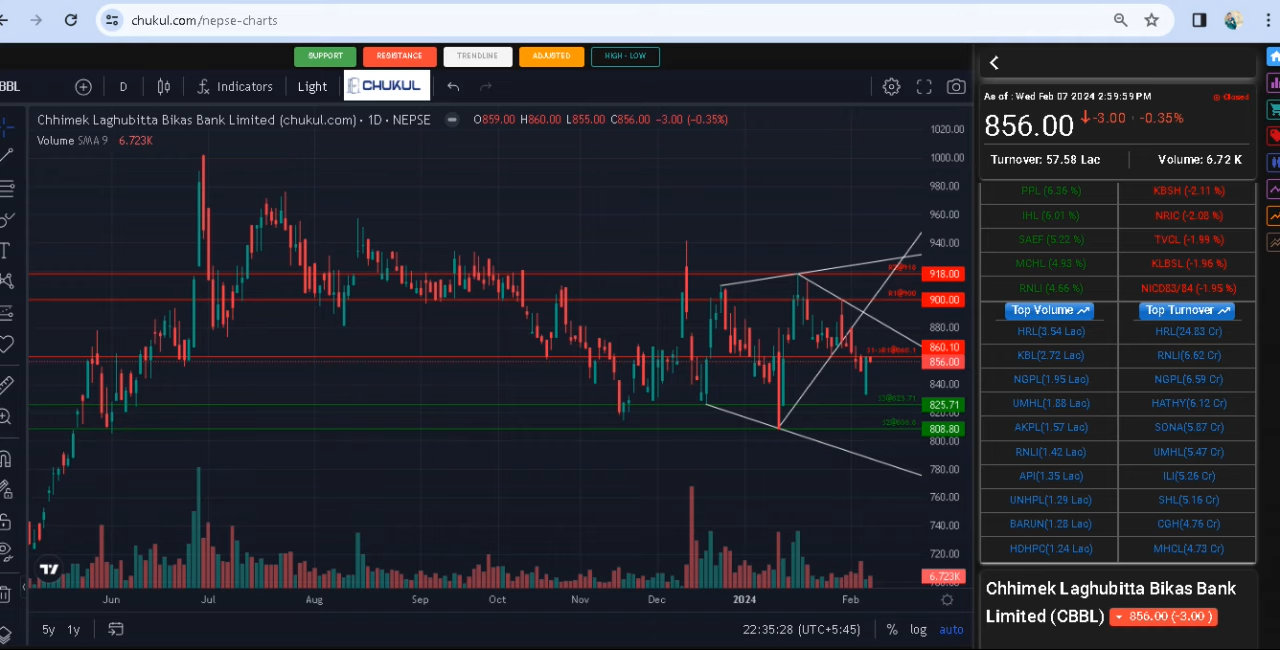 chukul.com/nepse-charts
SUPPORT RESISTANCE TRENDLINE ADJUSTED HIGH - LOW
BBL D Indicators Light CHUKUL
Chhimek Laghubitta Bikas Bank Limited (chukul.com) · 1D · NEPSE O859.00 H860.00 L855.00 C856.00 −3.00 (−0.35%)
Volume SMA 9 6.723K
1020.00
1000.00
980.00
960.00
940.00
918.00
900.00
880.00
860.10
856.00
840.00
825.71
820.00
808.80
800.00
780.00
760.00
740.00
720.00
6.723K
R1@900
S3@825.71
Jun Jul Aug Sep Oct Nov Dec 2024 Feb
5y 1y 22:35:28 (UTC+5:45) % log auto
As of : Wed Feb 07 2024 2:59:59 PM Closed
856.00 -3.00 · -0.35%
Turnover: 57.58 Lac Volume: 6.72 K
PPL (6.36 %) KBSH (-2.11 %)
IHL (6.01 %) NRIC (-2.08 %)
SAEF (5.22 %) TVCL (-1.99 %)
MCHL (4.93 %) KLBSL (-1.96 %)
RNLI (4.66 %) NICD83/84 (-1.95 %)
Top Volume Top Turnover
HRL(3.54 Lac) HRL(24.83 Cr)
KBL(2.72 Lac) RNLI(6.62 Cr)
NGPL(1.95 Lac) NGPL(6.59 Cr)
UMHL(1.88 Lac) HATHY(6.12 Cr)
AKPL(1.57 Lac) SONA(5.87 Cr)
RNLI(1.42 Lac) UMHL(5.47 Cr)
API(1.35 Lac) ILI(5.26 Cr)
UNHPL(1.29 Lac) SHL(5.16 Cr)
BARUN(1.28 Lac) CGH(4.76 Cr)
HDHPC(1.24 Lac) MHCL(4.73 Cr)
Chhimek Laghubitta Bikas Bank
Limited (CBBL) 856.00 (-3.00 )